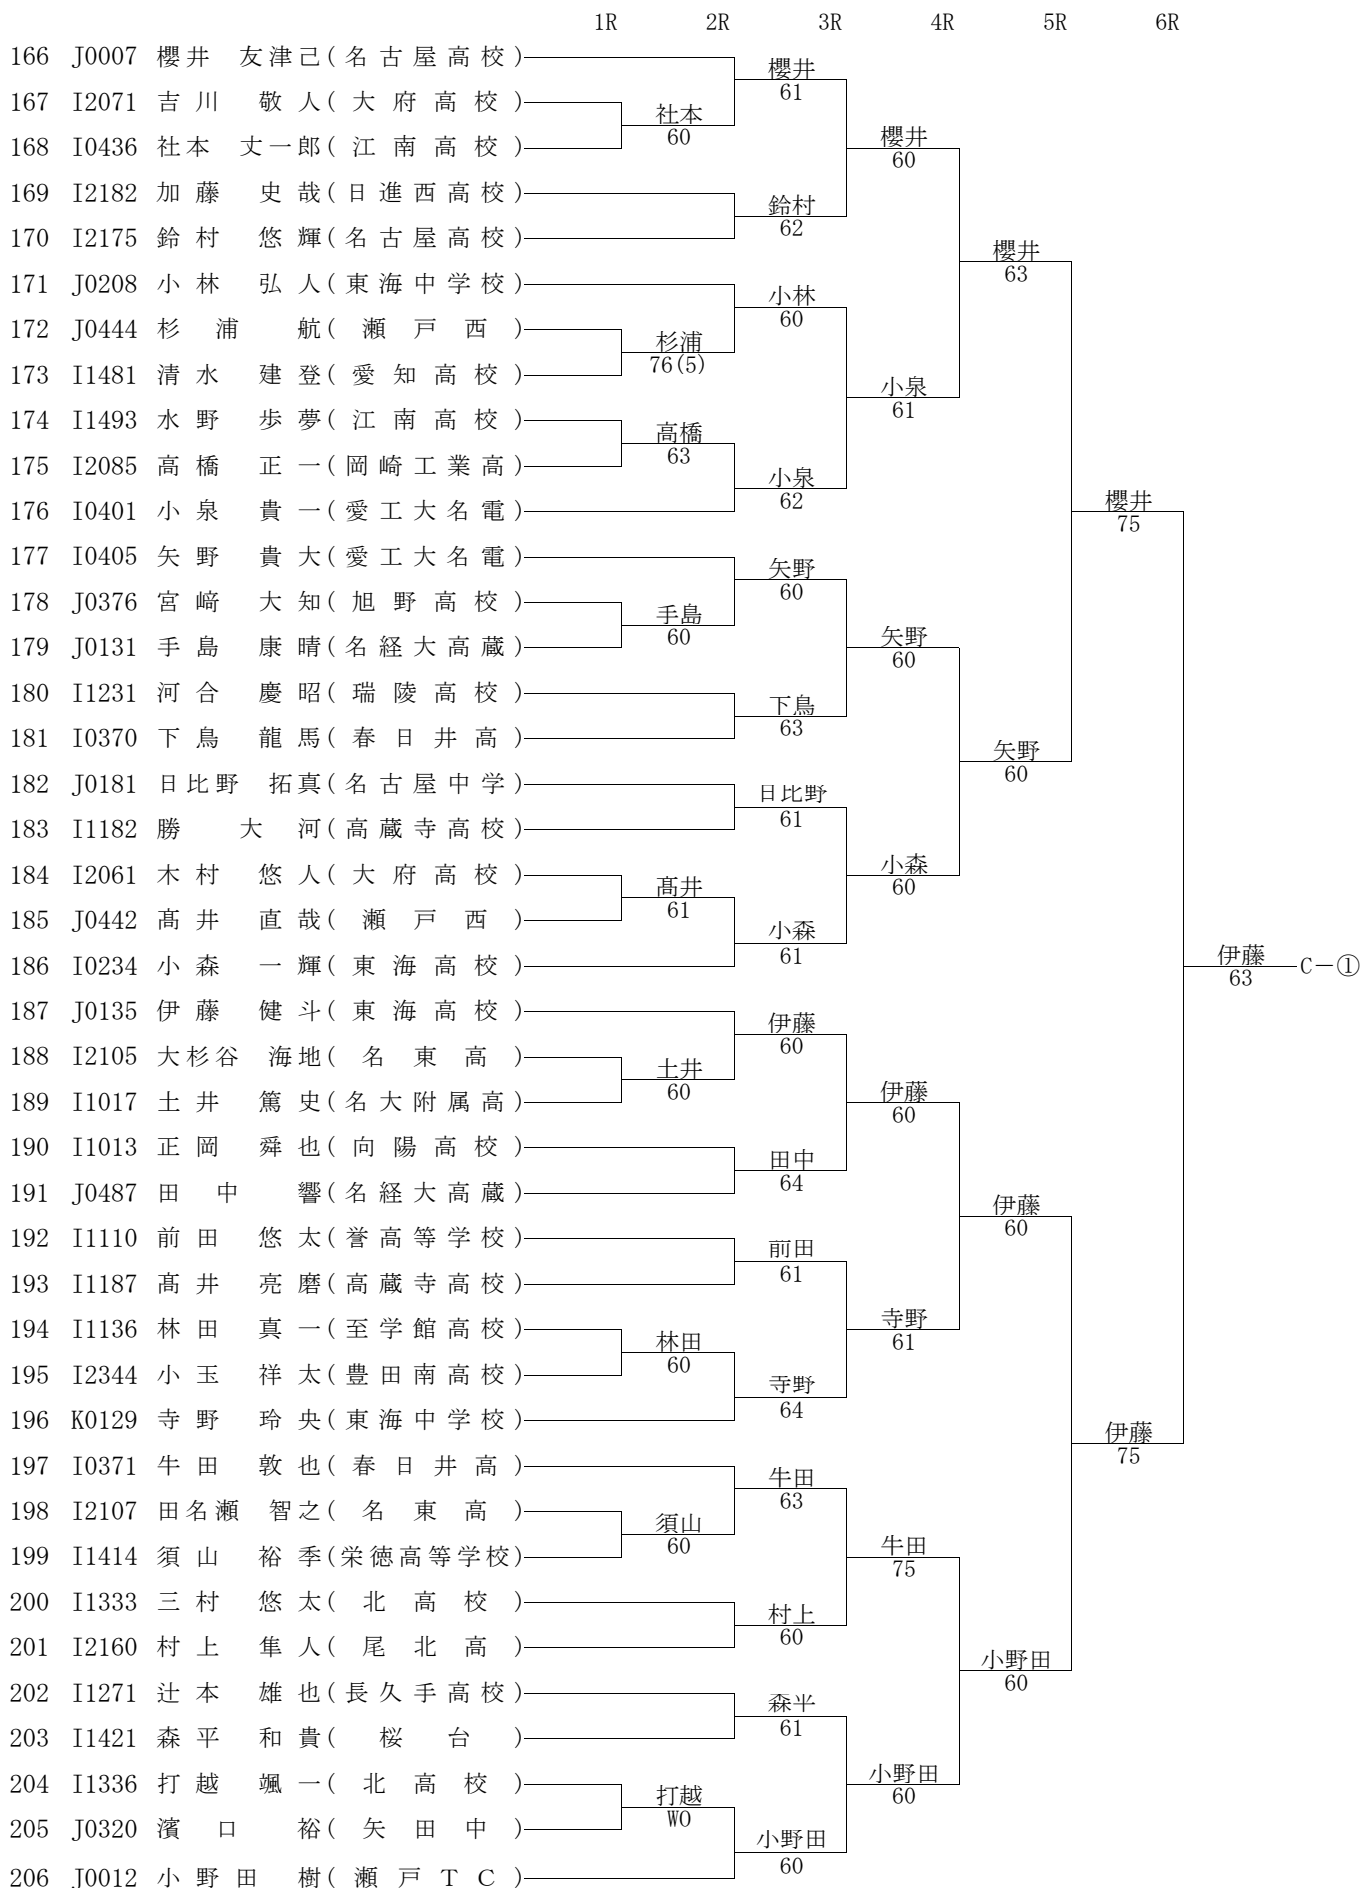 1R 2R 3R 4R 5R 6R
166 J0007 櫻井 友津己(名古屋高校)
櫻井
61
167 I2071 吉川 敬人(大府高校)
社本
60
168 I0436 社本 丈一郎(江南高校)
櫻井
60
169 I2182 加藤 史哉(日進西高校)
鈴村
62
170 I2175 鈴村 悠輝(名古屋高校)
櫻井
63
171 J0208 小林 弘人(東海中学校)
小林
60
172 J0444 杉浦 航(瀬戸西)
杉浦
76(5)
173 I1481 清水 建登(愛知高校)
小泉
61
174 I1493 水野 歩夢(江南高校)
高橋
63
175 I2085 高橋 正一(岡崎工業高)
小泉
62
176 I0401 小泉 貴一(愛工大名電)
櫻井
75
177 I0405 矢野 貴大(愛工大名電)
矢野
60
178 J0376 宮﨑 大知(旭野高校)
手島
60
179 J0131 手島 康晴(名経大高蔵)
矢野
60
180 I1231 河合 慶昭(瑞陵高校)
下鳥
63
181 I0370 下鳥 龍馬(春日井高)
矢野
60
182 J0181 日比野 拓真(名古屋中学)
日比野
61
183 I1182 勝 大河(高蔵寺高校)
小森
60
184 I2061 木村 悠人(大府高校)
髙井
61
185 J0442 髙井 直哉(瀬戸西)
小森
61
186 I0234 小森 一輝(東海高校)
伊藤
63
C-①
187 J0135 伊藤 健斗(東海高校)
伊藤
60
188 I2105 大杉谷 海地(名東高)
土井
60
189 I1017 土井 篤史(名大附属高)
伊藤
60
190 I1013 正岡 舜也(向陽高校)
田中
64
191 J0487 田中 響(名経大高蔵)
伊藤
60
192 I1110 前田 悠太(誉高等学校)
前田
61
193 I1187 髙井 亮磨(高蔵寺高校)
寺野
61
194 I1136 林田 真一(至学館高校)
林田
60
195 I2344 小玉 祥太(豊田南高校)
寺野
64
196 K0129 寺野 玲央(東海中学校)
伊藤
75
197 I0371 牛田 敦也(春日井高)
牛田
63
198 I2107 田名瀬 智之(名東高)
須山
60
199 I1414 須山 裕季(栄徳高等学校)
牛田
75
200 I1333 三村 悠太(北高校)
村上
60
201 I2160 村上 隼人(尾北高)
小野田
60
202 I1271 辻本 雄也(長久手高校)
森平
61
203 I1421 森平 和貴(桜台)
小野田
60
204 I1336 打越 颯一(北高校)
打越
WO
205 J0320 濱口 裕(矢田中)
小野田
60
206 J0012 小野田 樹(瀬戸TC)